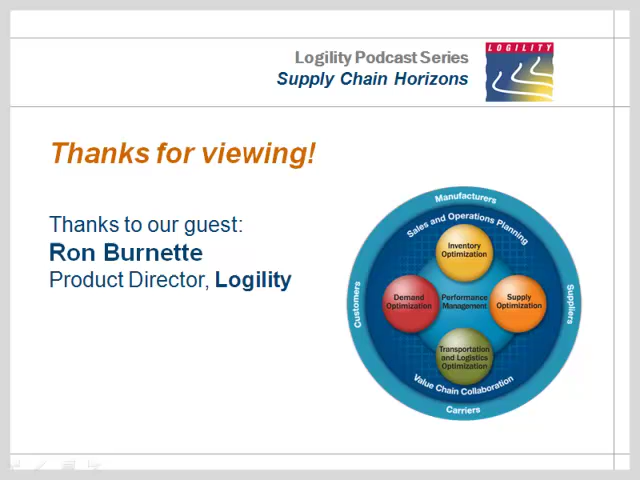 Logility Podcast Series
Supply Chain Horizons
LOGILITY
Thanks for viewing!
Thanks to our guest:
Ron Burnette
Product Director, Logility
Manufacturers
Sales and Operations Planning
Inventory
Optimization
Customers
Demand
Optimization
Performance
Management
Supply
Optimization
Suppliers
Transportation
and Logistics
Optimization
Value Chain Collaboration
Carriers